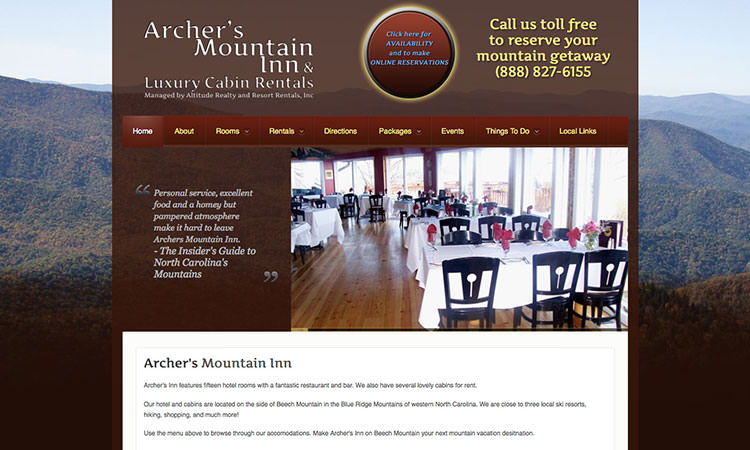 Archer's
Mountain
Inn &
Luxury Cabin Rentals
Managed by Altitude Realty and Resort Rentals, Inc
Click here for
AVAILABILITY
and to make
ONLINE RESERVATIONS
Call us toll free
to reserve your
mountain getaway
(888) 827-6155
Home About Rooms Rentals Directions Packages Events Things To Do Local Links
“ Personal service, excellent
food and a homey but
pampered atmosphere
make it hard to leave
Archers Mountain Inn.
- The Insider's Guide to
North Carolina's
Mountains ”
Archer's Mountain Inn
Archer's Inn features fifteen hotel rooms with a fantastic restaurant and bar. We also have several lovely cabins for rent.
Our hotel and cabins are located on the side of Beech Mountain in the Blue Ridge Mountains of western North Carolina. We are close to three local ski resorts,
hiking, shopping, and much more!
Use the menu above to browse through our accomodations. Make Archer's Inn on Beech Mountain your next mountain vacation desitnation.